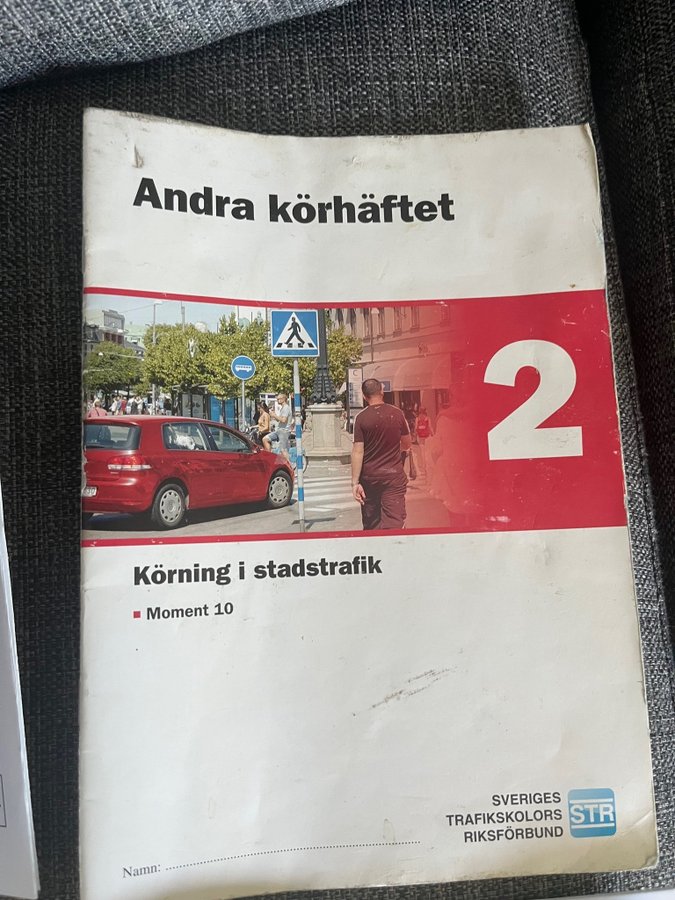 Andra körhäftet
2
Körning i stadstrafik
Moment 10
SVERIGES
TRAFIKSKOLORS
RIKSFÖRBUND
STR
Namn: